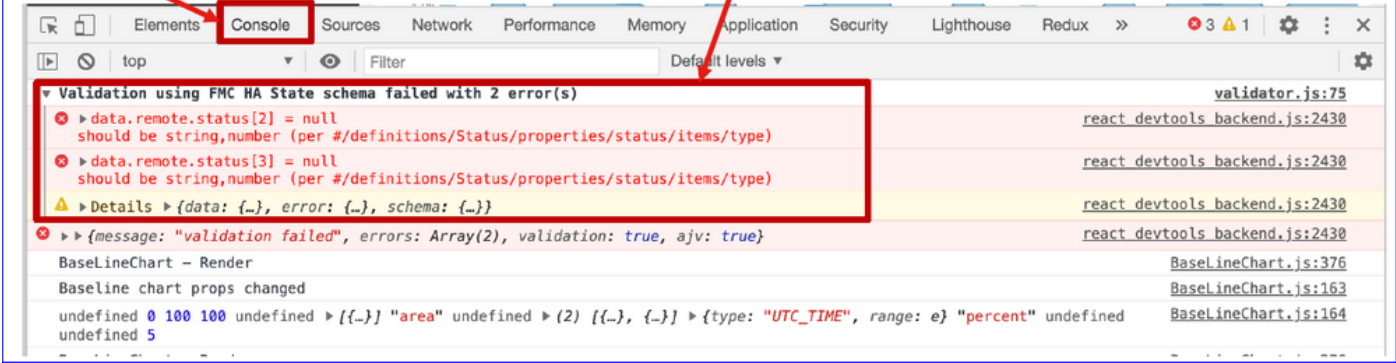 Elements Console Sources Network Performance Memory Application Security Lighthouse Redux » 3 1
top Filter Default levels
Validation using FMC HA State schema failed with 2 error(s) validator.js:75
data.remote.status[2] = null react_devtools_backend.js:2430
should be string,number (per #/definitions/Status/properties/status/items/type)
data.remote.status[3] = null react_devtools_backend.js:2430
should be string,number (per #/definitions/Status/properties/status/items/type)
Details {data: {…}, error: {…}, schema: {…}} react_devtools_backend.js:2430
{message: "validation failed", errors: Array(2), validation: true, ajv: true} react_devtools_backend.js:2430
BaseLineChart – Render BaseLineChart.js:376
Baseline chart props changed BaseLineChart.js:163
undefined 0 100 100 undefined [{…}] "area" undefined (2) [{…}, {…}] {type: "UTC_TIME", range: e} "percent" undefined BaseLineChart.js:164
undefined 5